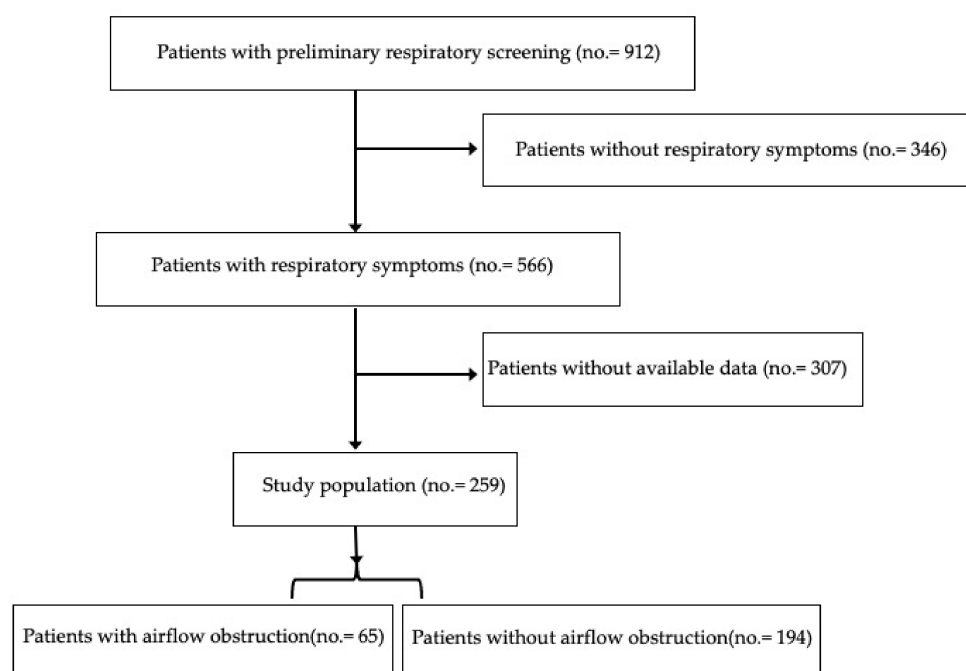 Patients with preliminary respiratory screening (no.= 912)
Patients without respiratory symptoms (no.= 346)
Patients with respiratory symptoms (no.= 566)
Patients without available data (no.= 307)
Study population (no.= 259)
Patients with airflow obstruction(no.= 65)
Patients without airflow obstruction(no.= 194)